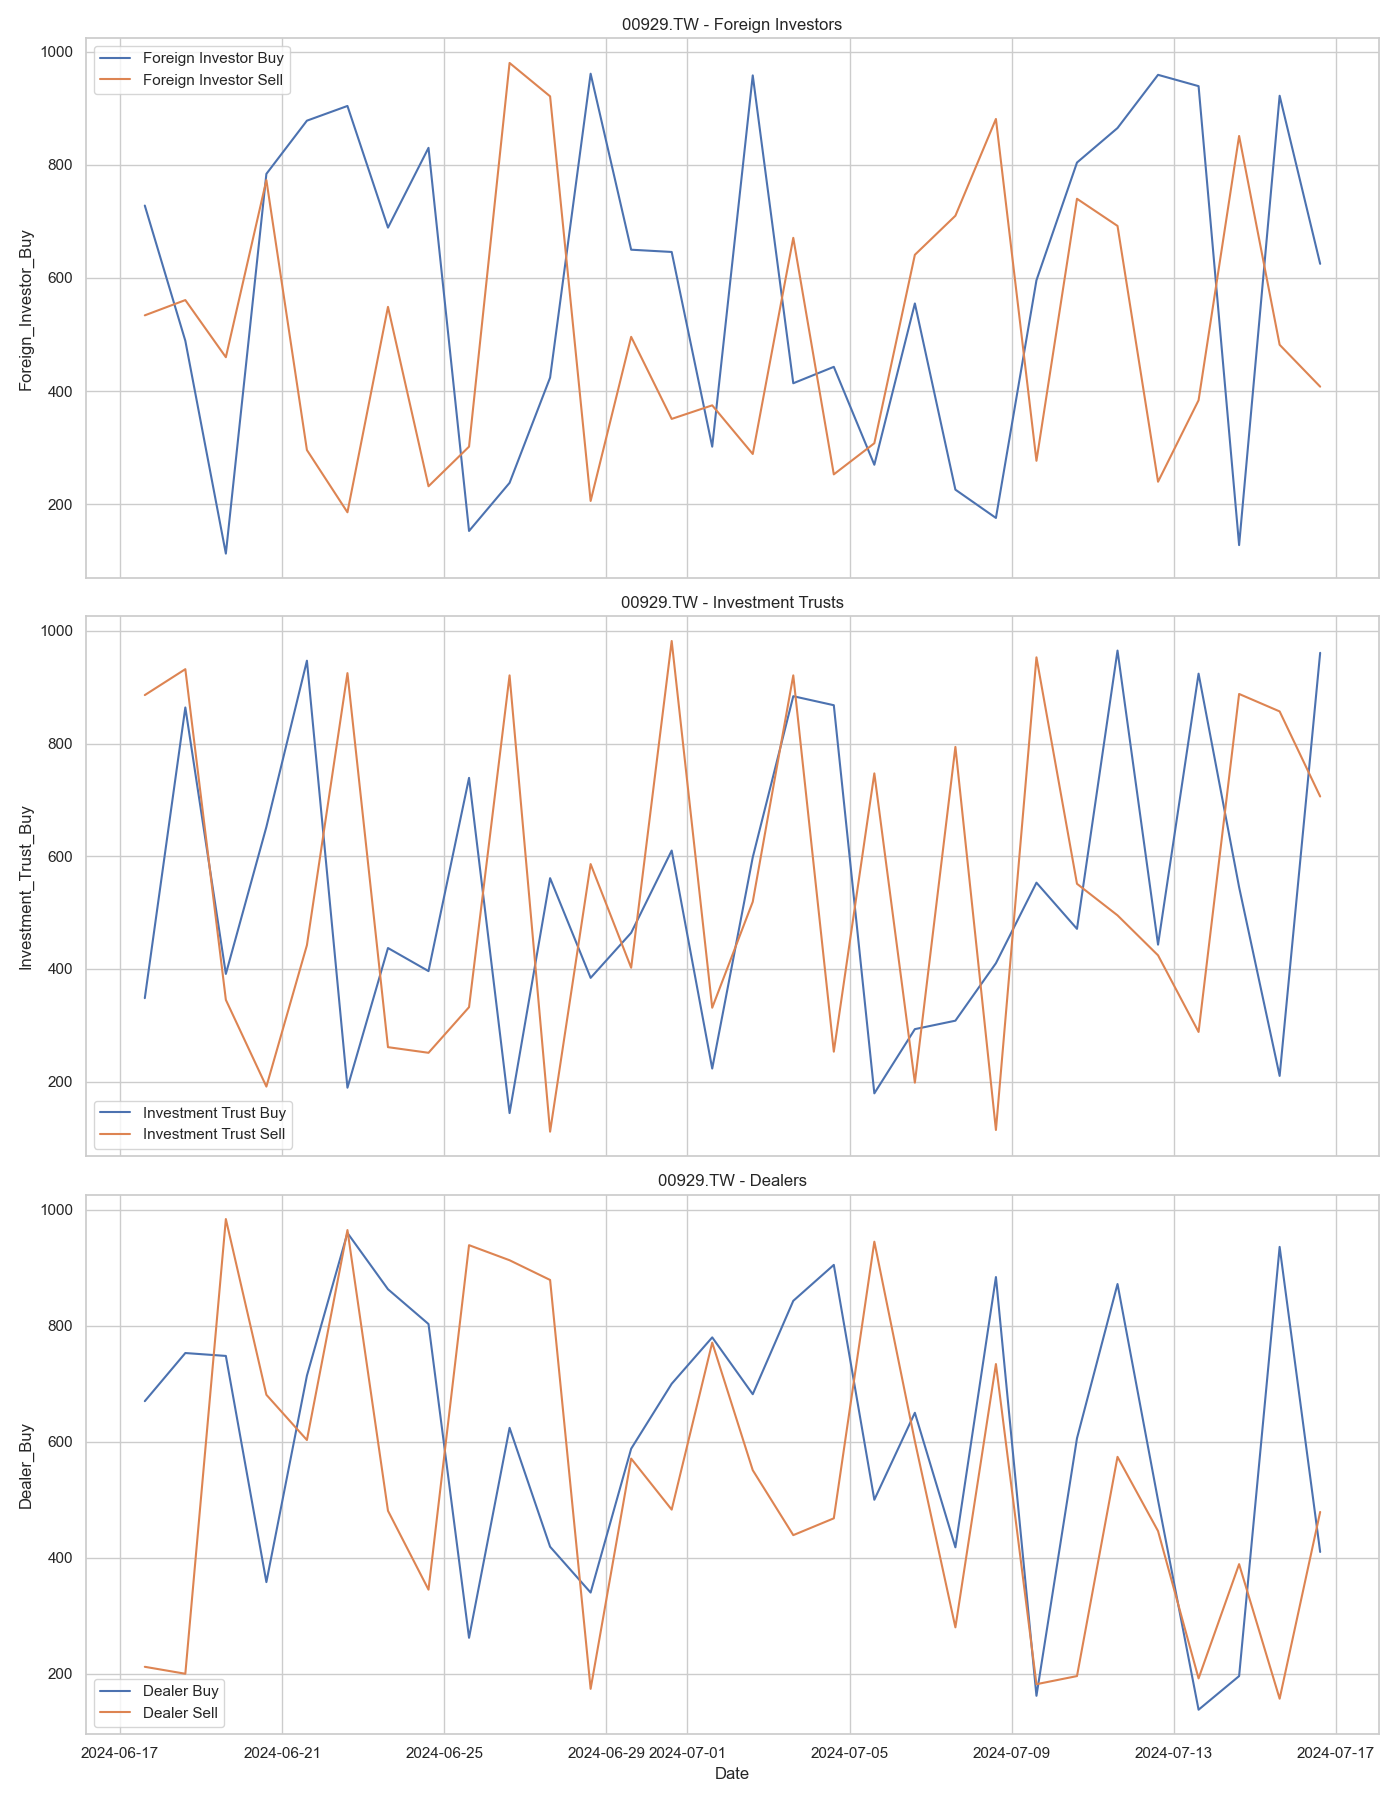 00929.TW - Foreign Investors
Foreign Investor Buy
Foreign Investor Sell
Foreign_Investor_Buy
1000
800
600
400
200
00929.TW - Investment Trusts
Investment_Trust_Buy
1000
800
600
400
200
Investment Trust Buy
Investment Trust Sell
00929.TW - Dealers
Dealer_Buy
1000
800
600
400
200
Dealer Buy
Dealer Sell
2024-06-17 2024-06-21 2024-06-25 2024-06-29 2024-07-01 2024-07-05 2024-07-09 2024-07-13 2024-07-17
Date